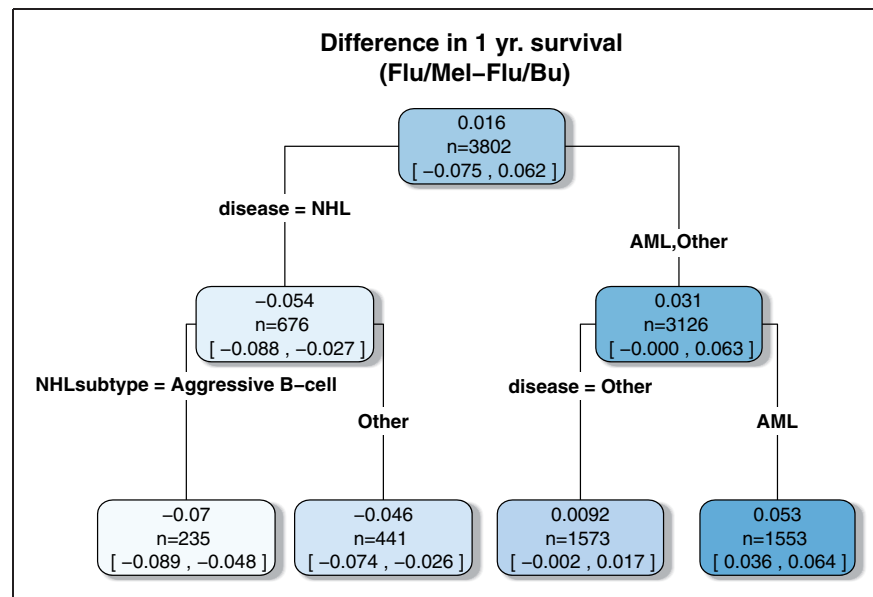 Difference in 1 yr. survival
(Flu/Mel−Flu/Bu)
0.016
n=3802
[ −0.075 , 0.062 ]
disease = NHL
AML,Other
−0.054
n=676
[ −0.088 , −0.027 ]
0.031
n=3126
[ −0.000 , 0.063 ]
NHLsubtype = Aggressive B−cell
Other
disease = Other
AML
−0.07
n=235
[ −0.089 , −0.048 ]
−0.046
n=441
[ −0.074 , −0.026 ]
0.0092
n=1573
[ −0.002 , 0.017 ]
0.053
n=1553
[ 0.036 , 0.064 ]